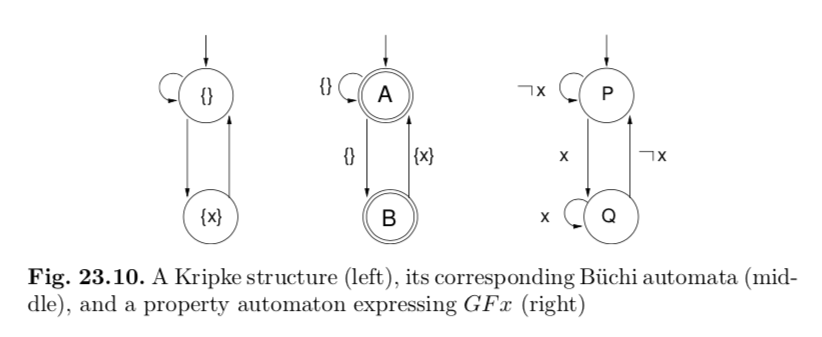 {}
{}
A
¬x
P
{}
{x}
x
¬x
{x}
B
x
Q
Fig. 23.10. A Kripke structure (left), its corresponding Büchi automata (mid-
dle), and a property automaton expressing GFx (right)